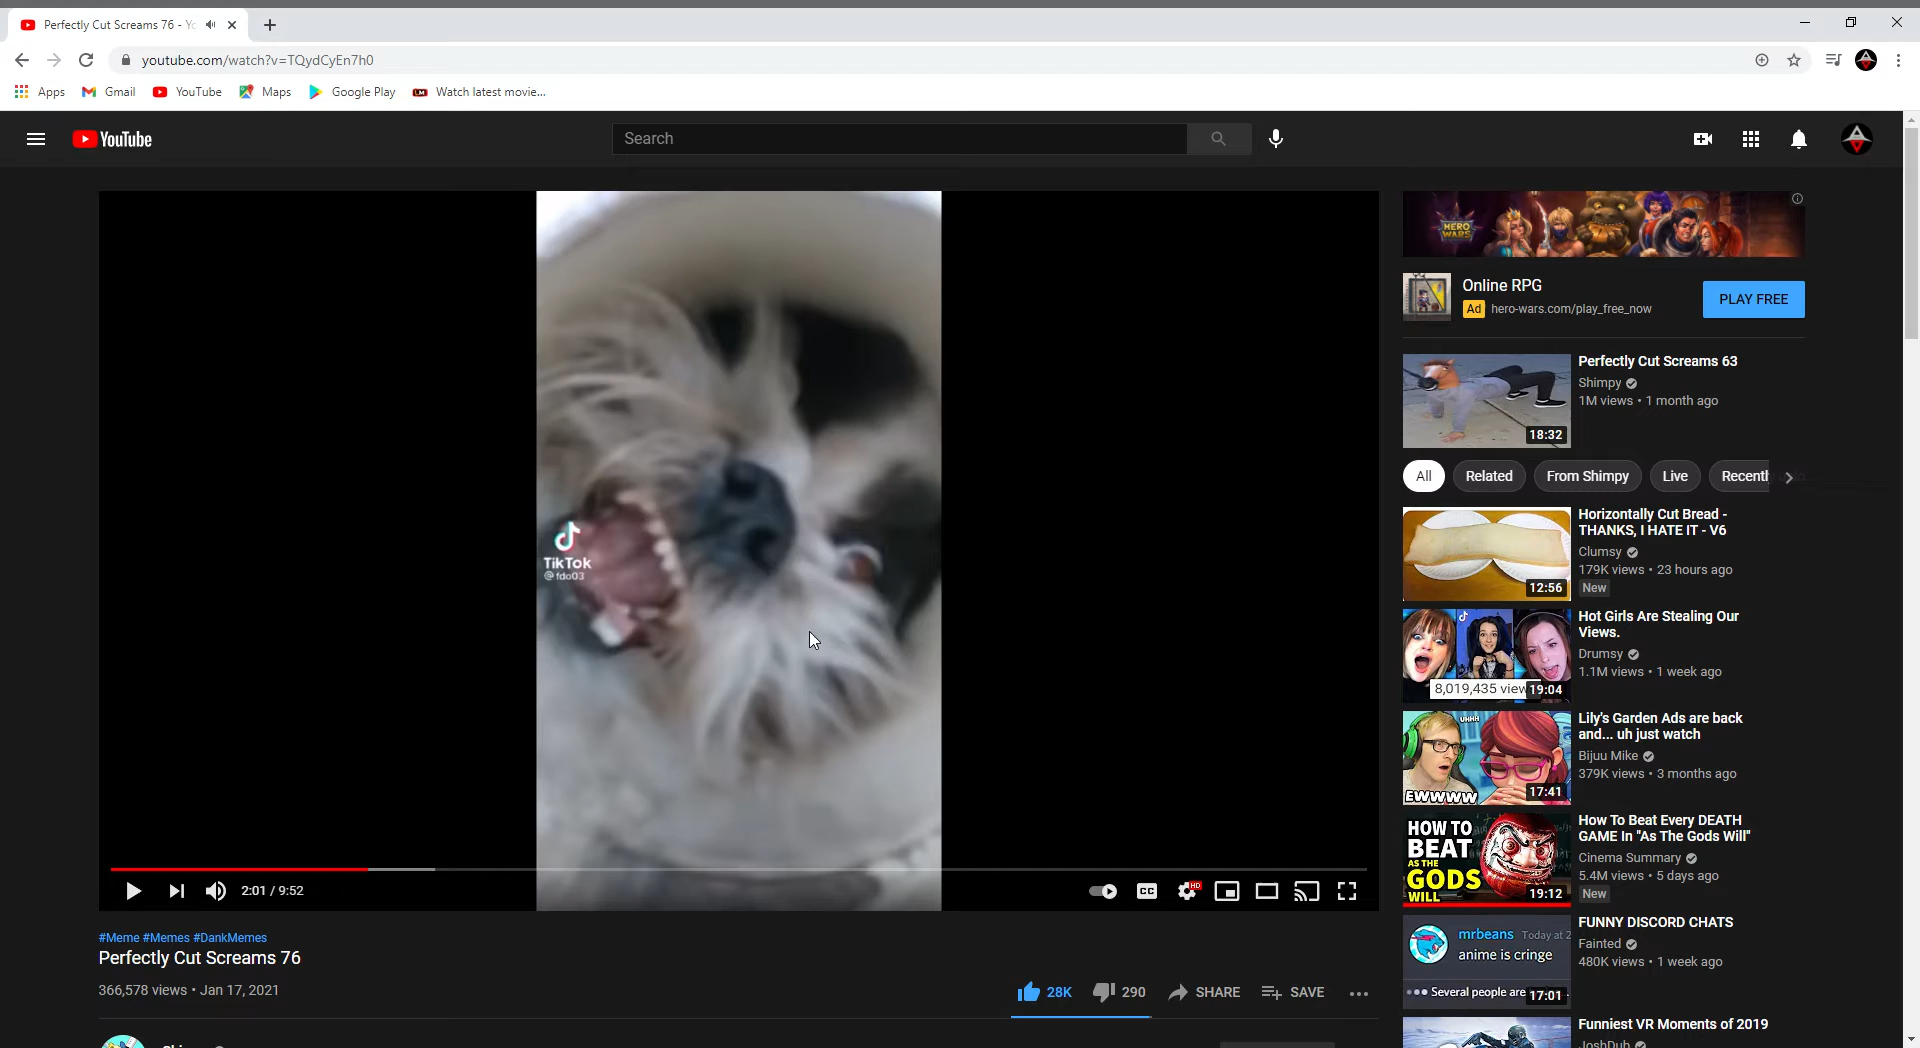 Perfectly Cut Screams 76 - Yo
youtube.com/watch?v=TQydCyEn7h0
Apps
Gmail
YouTube
Maps
Google Play
Watch latest movie...
YouTube
Search
TikTok
@fdo03
2:01 / 9:52
CC
HD
#Meme #Memes #DankMemes
Perfectly Cut Screams 76
366,578 views • Jan 17, 2021
28K
290
SHARE
SAVE
HERO
WARS
Online RPG
Ad hero-wars.com/play_free_now
PLAY FREE
Perfectly Cut Screams 63
Shimpy
1M views • 1 month ago
18:32
All
Related
From Shimpy
Live
Recentl
Horizontally Cut Bread -
THANKS, I HATE IT - V6
Clumsy
179K views • 23 hours ago
New
12:56
Hot Girls Are Stealing Our
Views.
Drumsy
1.1M views • 1 week ago
8,019,435 view
19:04
Lily's Garden Ads are back
and... uh just watch
Bijuu Mike
379K views • 3 months ago
UHHH
EWWWW
17:41
How To Beat Every DEATH
GAME In "As The Gods Will"
Cinema Summary
5.4M views • 5 days ago
New
HOW TO
BEAT
AS THE
GODS
WILL
19:12
FUNNY DISCORD CHATS
Fainted
480K views • 1 week ago
mrbeans Today at 2
anime is cringe
Several people are
17:01
Funniest VR Moments of 2019
JoshDub